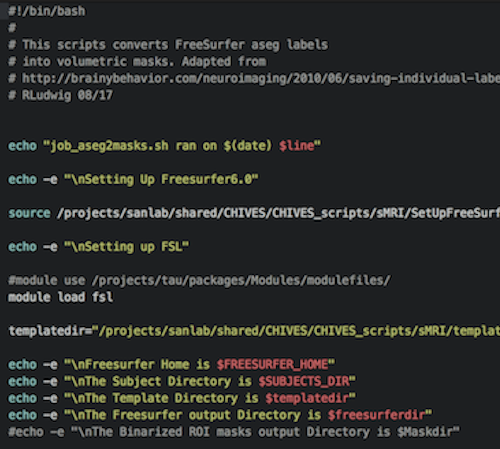 #!/bin/bash
#
# This scripts converts FreeSurfer aseg labels
# into volumetric masks. Adapted from
# http://brainybehavior.com/neuroimaging/2010/06/saving-individual-labe
# RLudwig 08/17
echo "job_aseg2masks.sh ran on $(date) $line"
echo -e "\nSetting Up Freesurfer6.0"
source /projects/sanlab/shared/CHIVES/CHIVES_scripts/sMRI/SetUpFreeSurf
echo -e "\nSetting up FSL"
#module use /projects/tau/packages/Modules/modulefiles/
module load fsl
templatedir="/projects/sanlab/shared/CHIVES/CHIVES_scripts/sMRI/templat
echo -e "\nFreesurfer Home is $FREESURFER_HOME"
echo -e "\nThe Subject Directory is $SUBJECTS_DIR"
echo -e "\nThe Template Directory is $templatedir"
echo -e "\nThe Freesurfer output Directory is $freesurferdir"
#echo -e "\nThe Binarized ROI masks output Directory is $Maskdir"